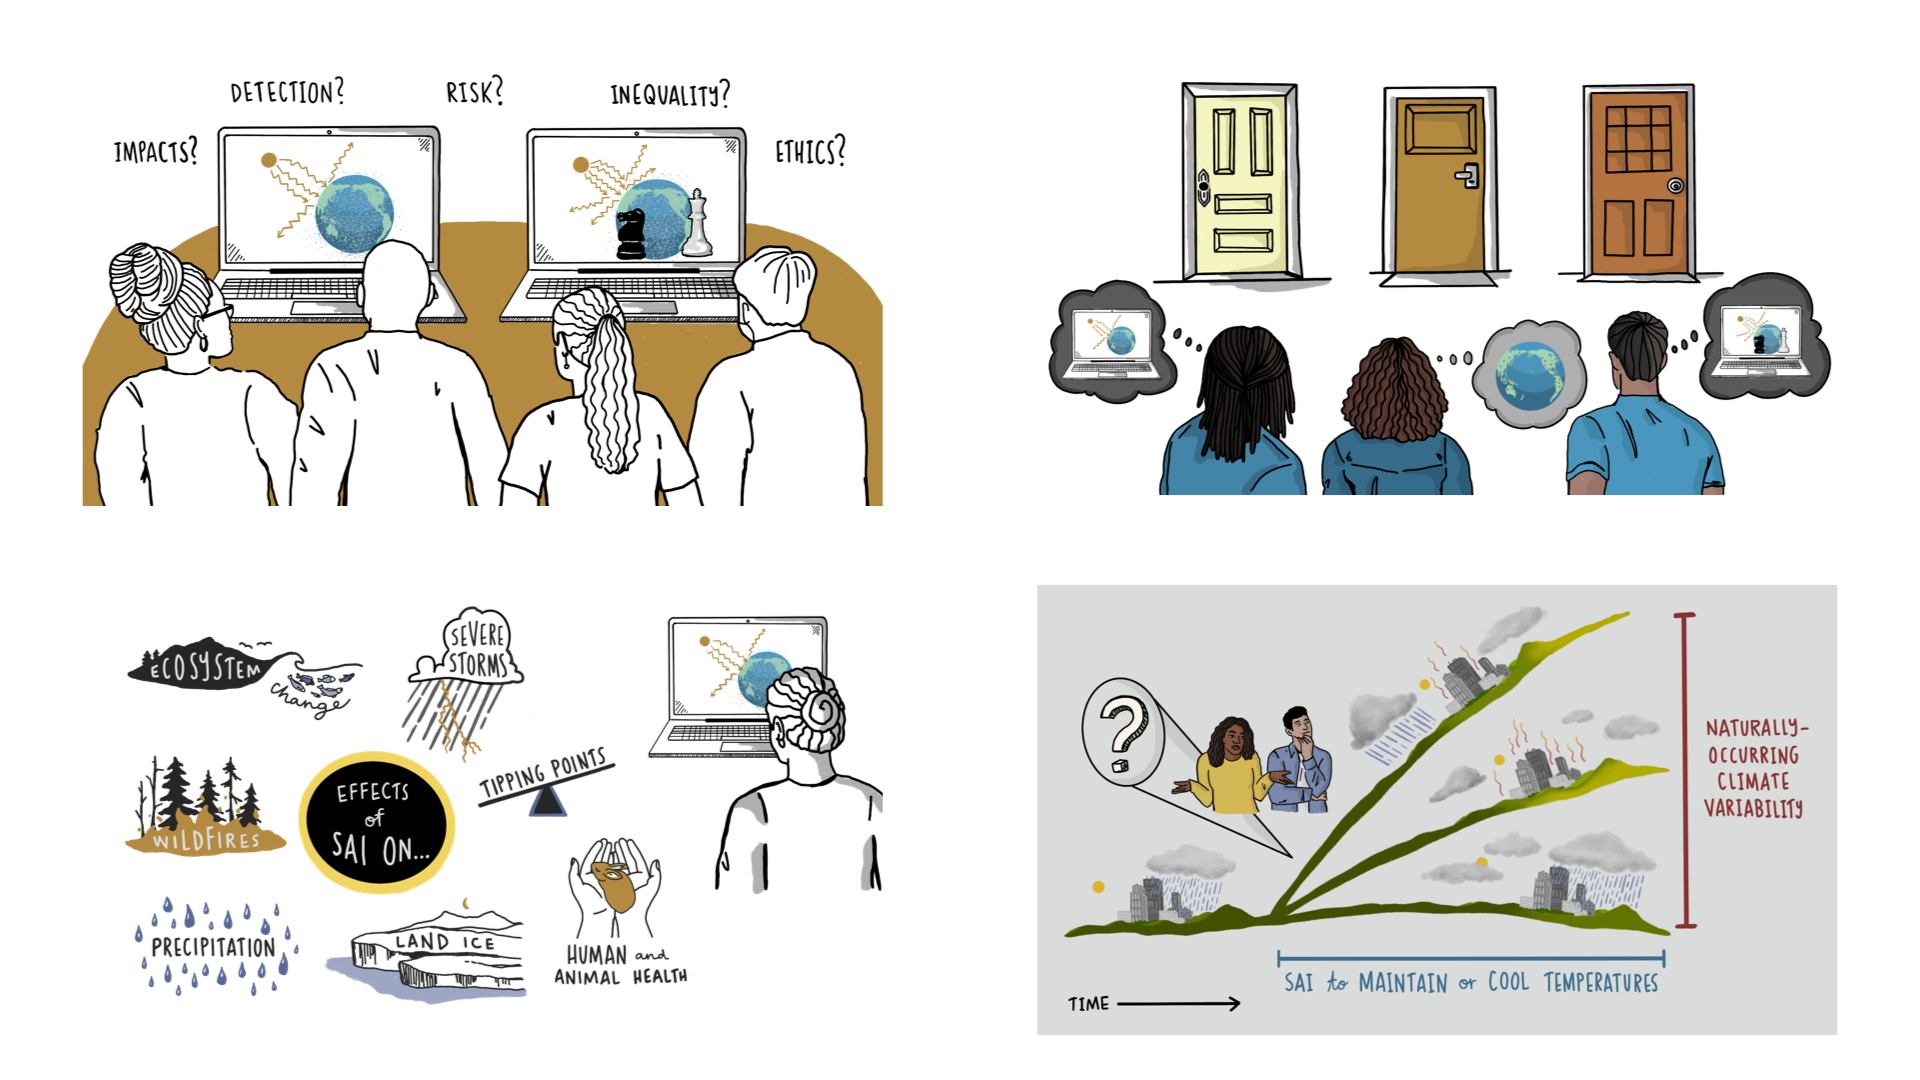 DETECTION?
RISK?
INEQUALITY?
IMPACTS?
ETHICS?
ECOSYSTEM
change
SEVERE
STORMS
TIPPING POINTS
WILDFIRES
EFFECTS
of
SAI ON...
PRECIPITATION
LAND ICE
HUMAN and
ANIMAL HEALTH
?
NATURALLY-
OCCURRING
CLIMATE
VARIABILITY
SAI to MAINTAIN or COOL TEMPERATURES
TIME